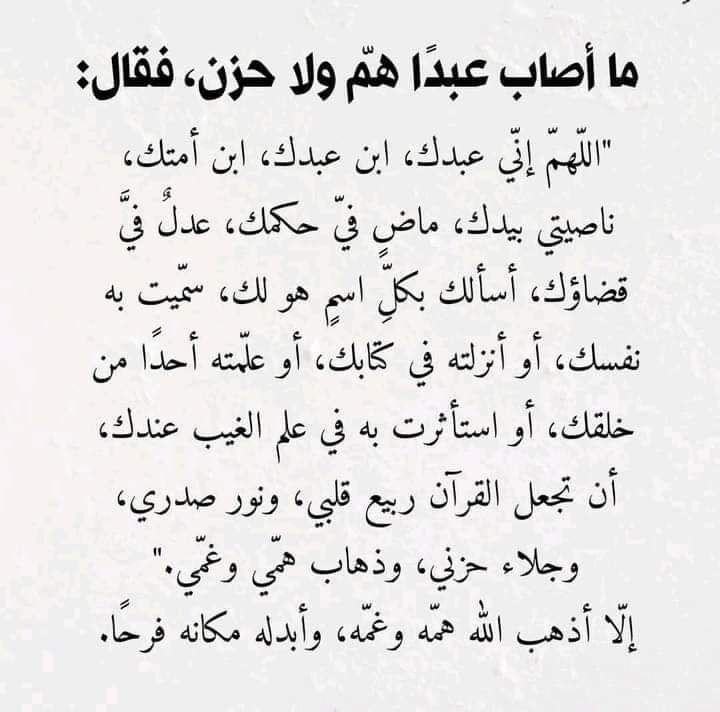 ما أصاب عبدًا همّ ولا حزن، فقال:
"اللّهمّ إنّي عبدك، ابن عبدك، ابن أمتك،
ناصيتي بيدك، ماضٍ فيّ حكمك، عدلٌ فيَّ
قضاؤك، أسألك بكلِّ اسمٍ هو لك، سمّيت به
نفسك، أو أنزلته في كتابك، أو علّمته أحدًا من
خلقك، أو استأثرت به في علم الغيب عندك،
أن تجعل القرآن ربيع قلبي، ونور صدري،
وجلاء حزني، وذهاب همّي وغمّي."
إلّا أذهب الله همّه وغمّه، وأبدله مكانه فرحًا.